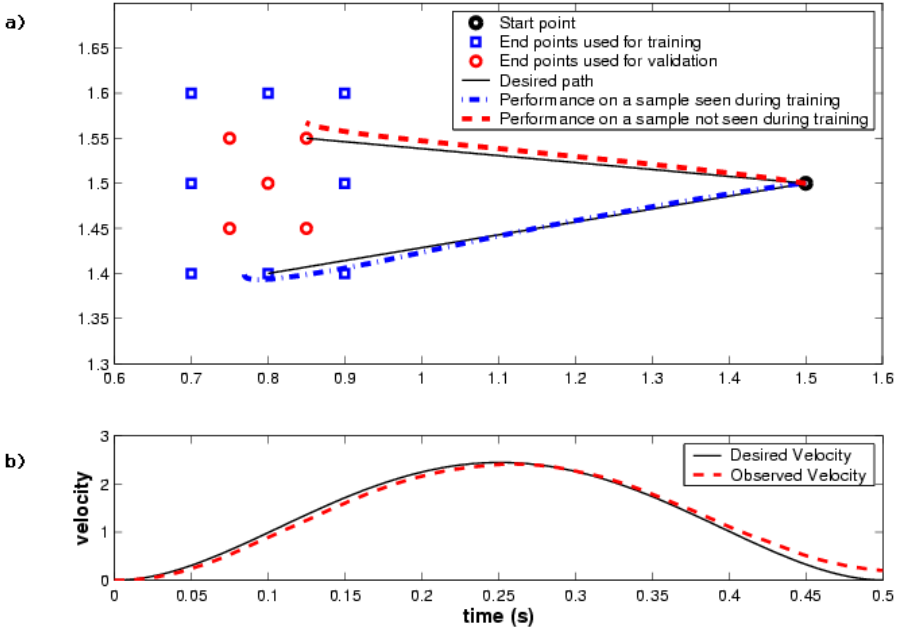 a)
1.65
1.6
1.55
1.5
1.45
1.4
1.35
1.3
0.6 0.7 0.8 0.9 1 1.1 1.2 1.3 1.4 1.5 1.6
Start point
End points used for training
End points used for validation
Desired path
Performance on a sample seen during training
Performance on a sample not seen during training
b)
velocity
3
2
1
0
0 0.05 0.1 0.15 0.2 0.25 0.3 0.35 0.4 0.45 0.5
time (s)
Desired Velocity
Observed Velocity